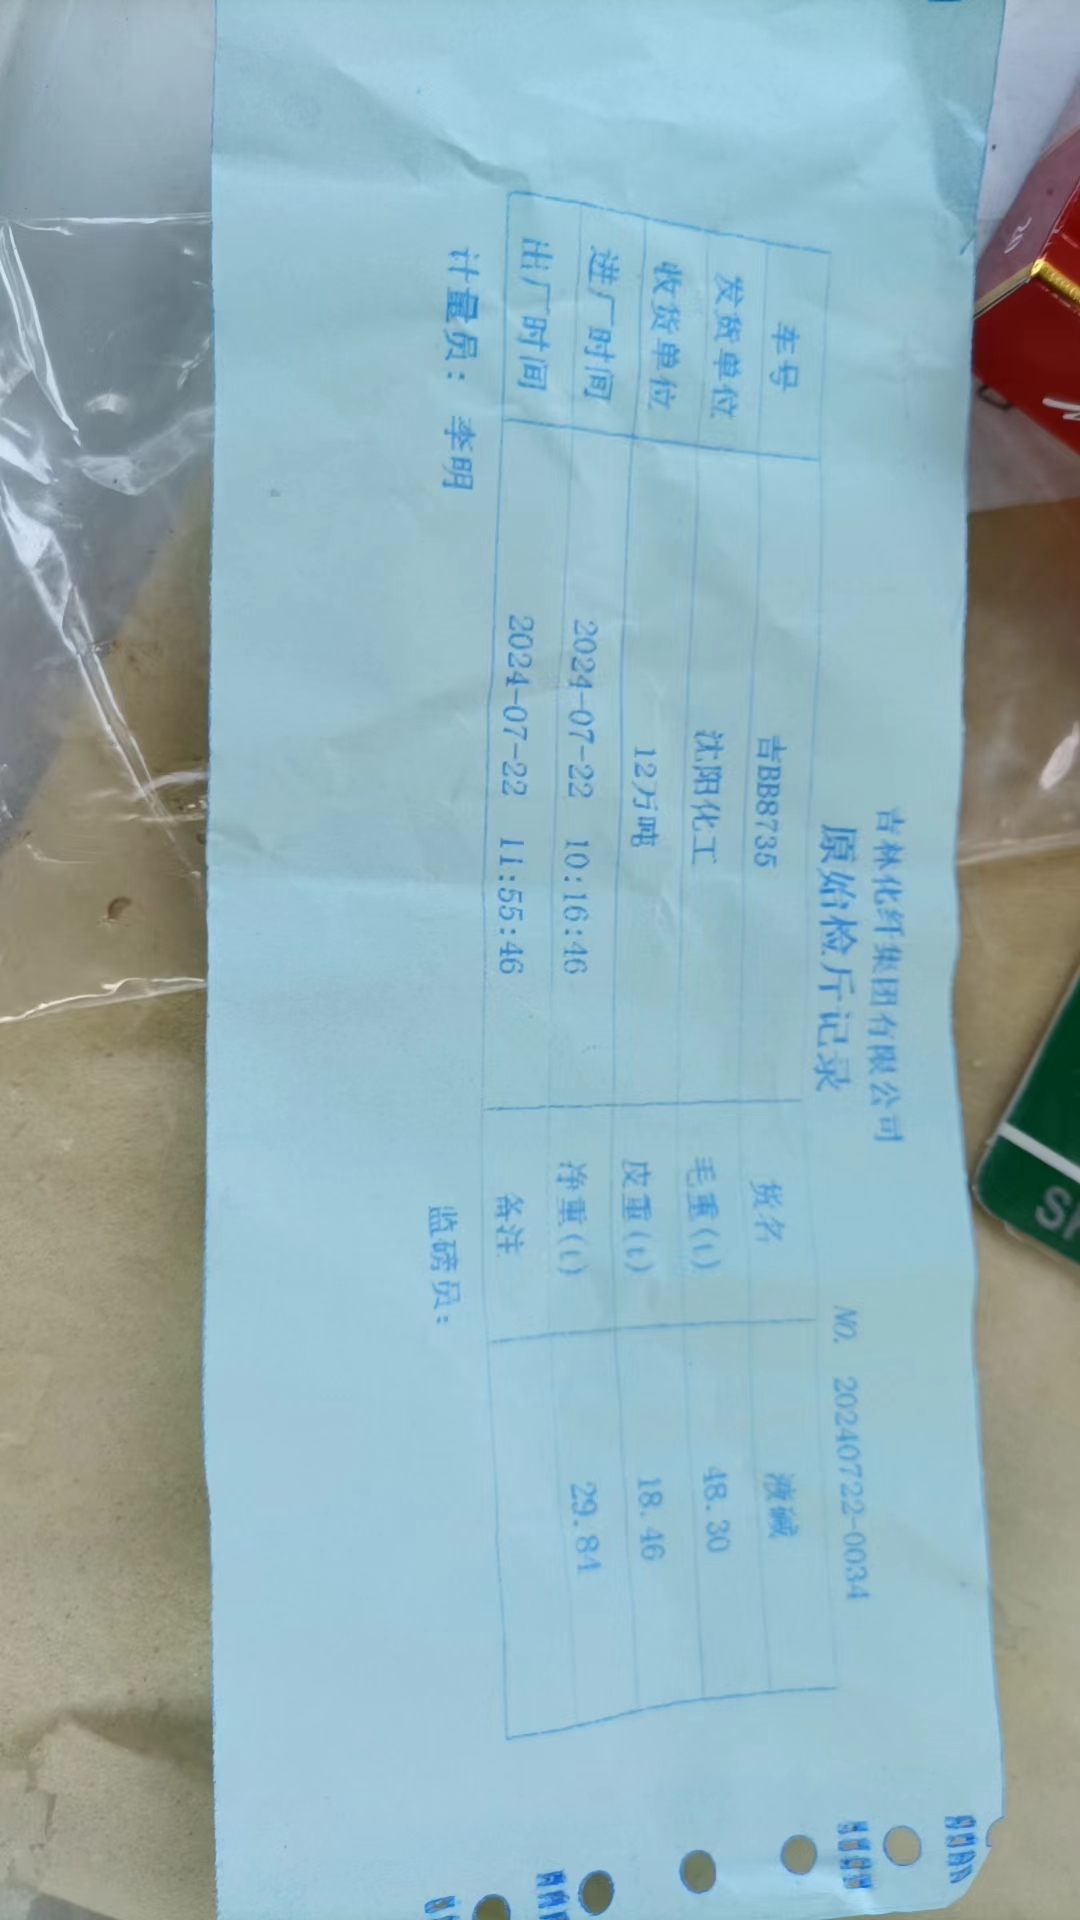 吉林化纤集团有限公司
原始检斤记录
NO. 20240722-0034
车号 吉BB8735 货名 液碱
发货单位 沈阳化工 毛重(t) 48.30
收货单位 12万吨 皮重(t) 18.46
进厂时间 2024-07-22 10:16:46 净重(t) 29.84
出厂时间 2024-07-22 11:55:46 备注
计量员： 李明 监磅员：